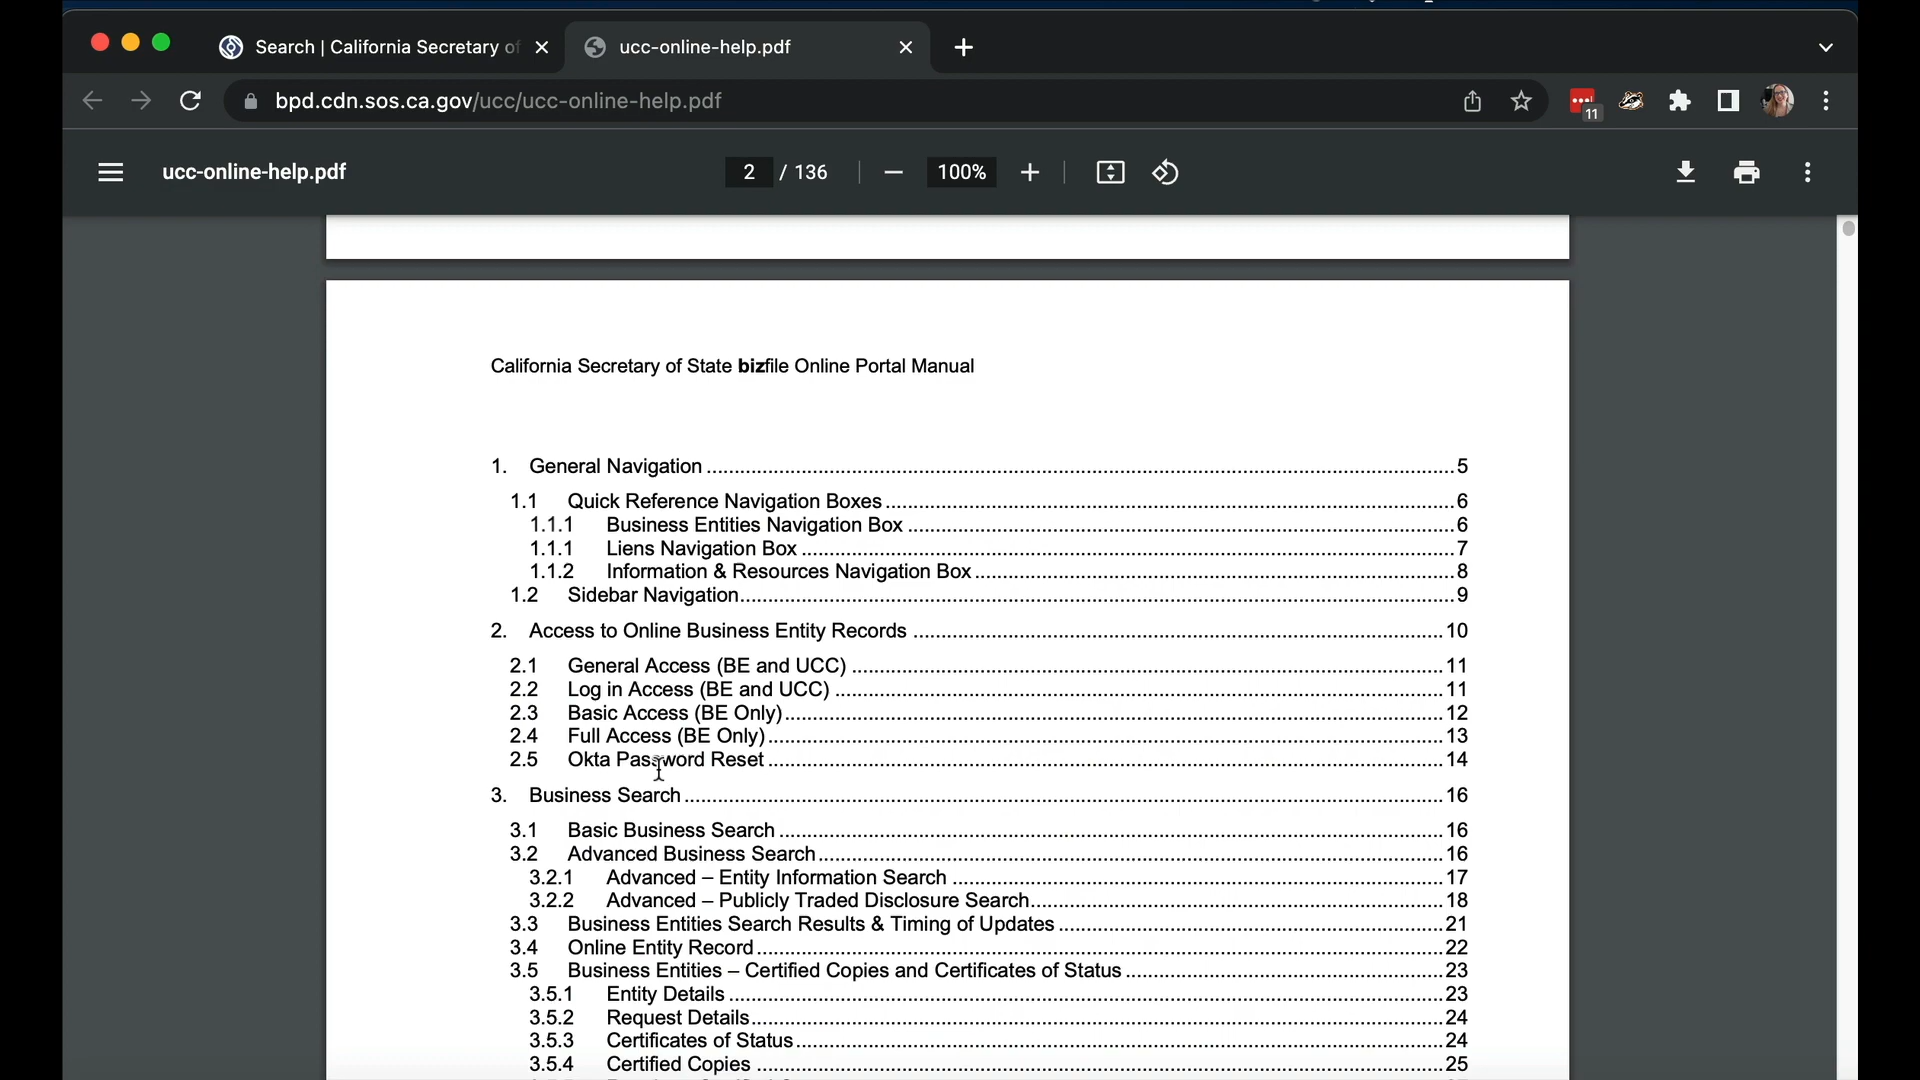 Search | California Secretary of
ucc-online-help.pdf
bpd.cdn.sos.ca.gov/ucc/ucc-online-help.pdf
11
ucc-online-help.pdf
2 / 136
100%
California Secretary of State bizfile Online Portal Manual
1. General Navigation ........ 5
1.1 Quick Reference Navigation Boxes ........ 6
1.1.1 Business Entities Navigation Box ........ 6
1.1.1 Liens Navigation Box ........ 7
1.1.2 Information & Resources Navigation Box ........ 8
1.2 Sidebar Navigation ........ 9
2. Access to Online Business Entity Records ........ 10
2.1 General Access (BE and UCC) ........ 11
2.2 Log in Access (BE and UCC) ........ 11
2.3 Basic Access (BE Only) ........ 12
2.4 Full Access (BE Only) ........ 13
2.5 Okta Password Reset ........ 14
3. Business Search ........ 16
3.1 Basic Business Search ........ 16
3.2 Advanced Business Search ........ 16
3.2.1 Advanced – Entity Information Search ........ 17
3.2.2 Advanced – Publicly Traded Disclosure Search ........ 18
3.3 Business Entities Search Results & Timing of Updates ........ 21
3.4 Online Entity Record ........ 22
3.5 Business Entities – Certified Copies and Certificates of Status ........ 23
3.5.1 Entity Details ........ 23
3.5.2 Request Details ........ 24
3.5.3 Certificates of Status ........ 24
3.5.4 Certified Copies ........ 25